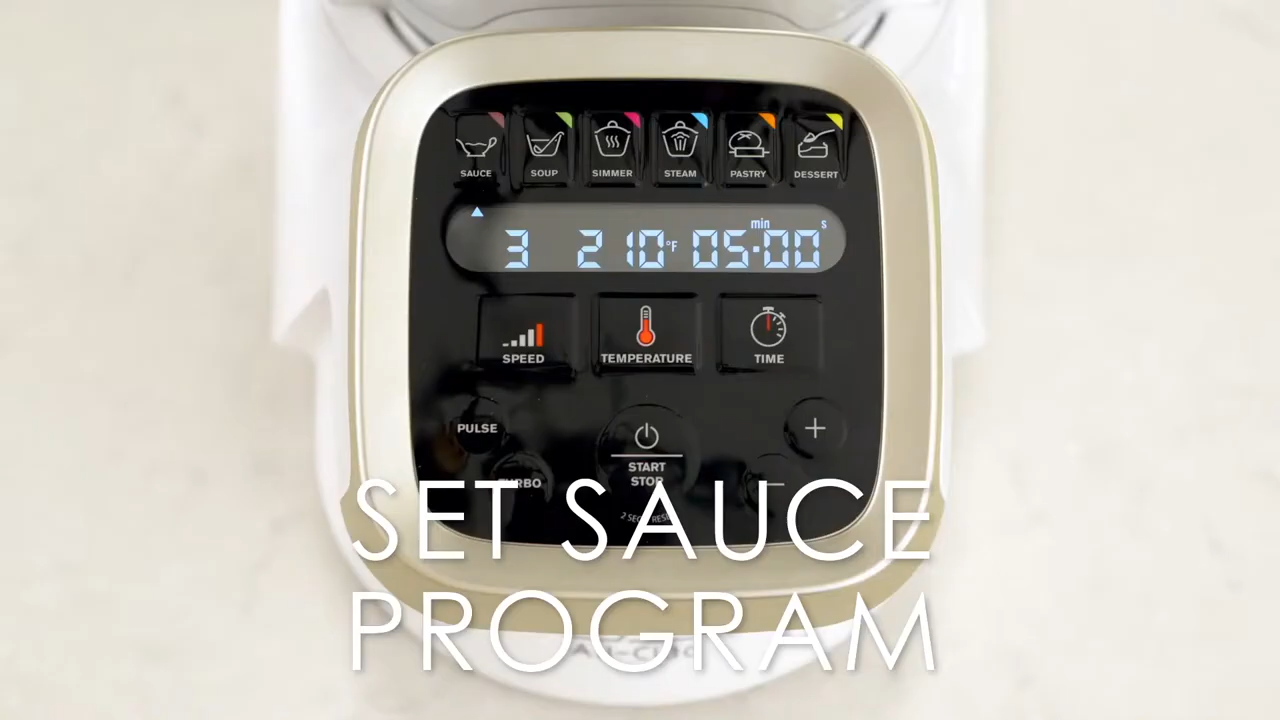 SAUCE SOUP SIMMER STEAM PASTRY DESSERT
min s
3 210°F 05:00
SPEED TEMPERATURE TIME
PULSE
+
START
STOP
TURBO
−
SET SAUCE
PROGRAM